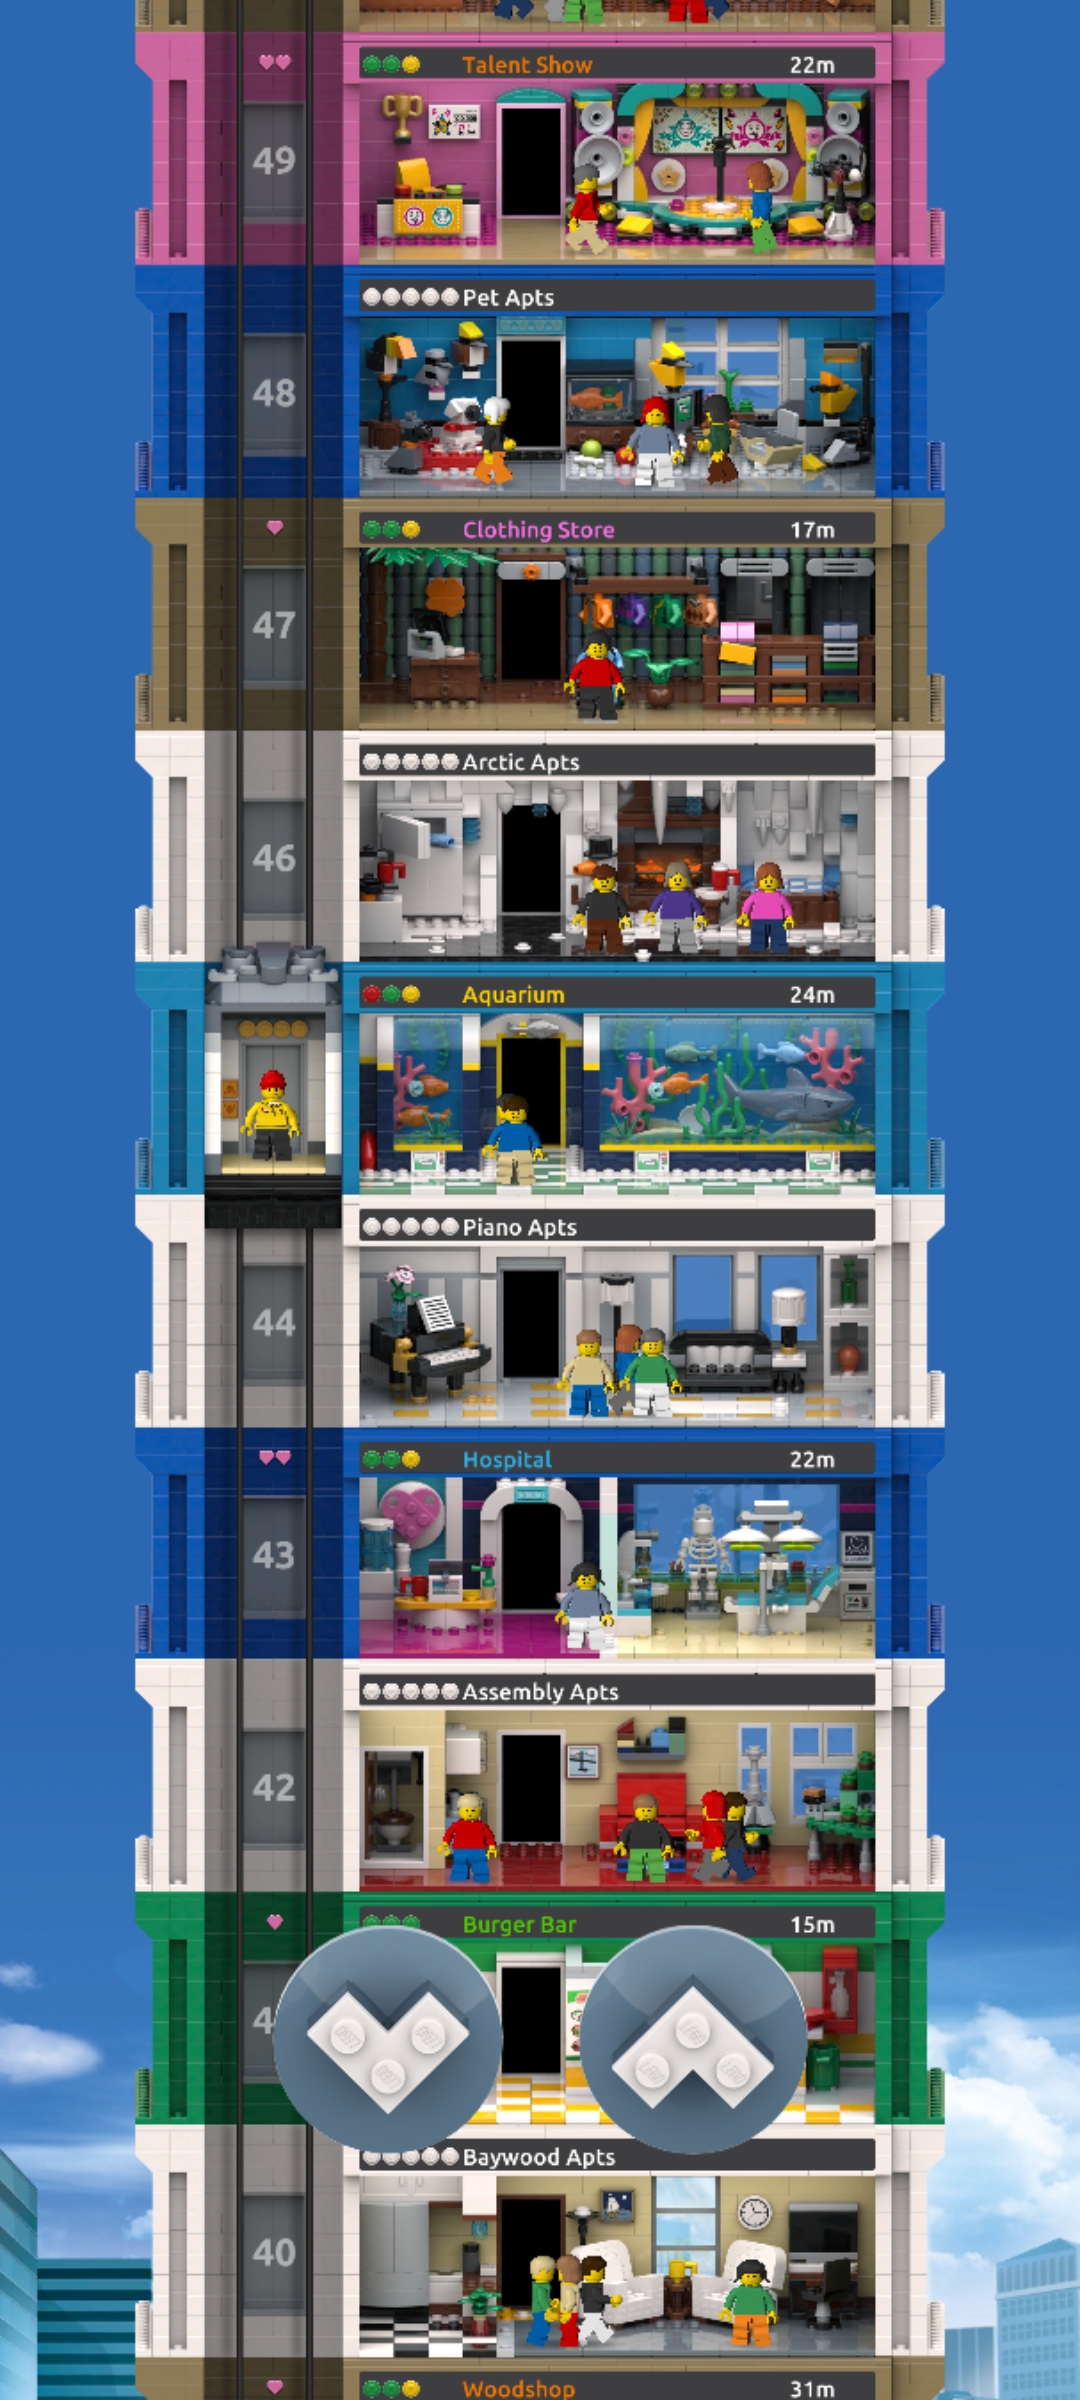 Talent Show 22m
49
Pet Apts
48
Clothing Store 17m
47
Arctic Apts
46
Aquarium 24m
Piano Apts
44
Hospital 22m
43
Assembly Apts
42
Burger Bar 15m
4
Baywood Apts
40
Woodshop 31m